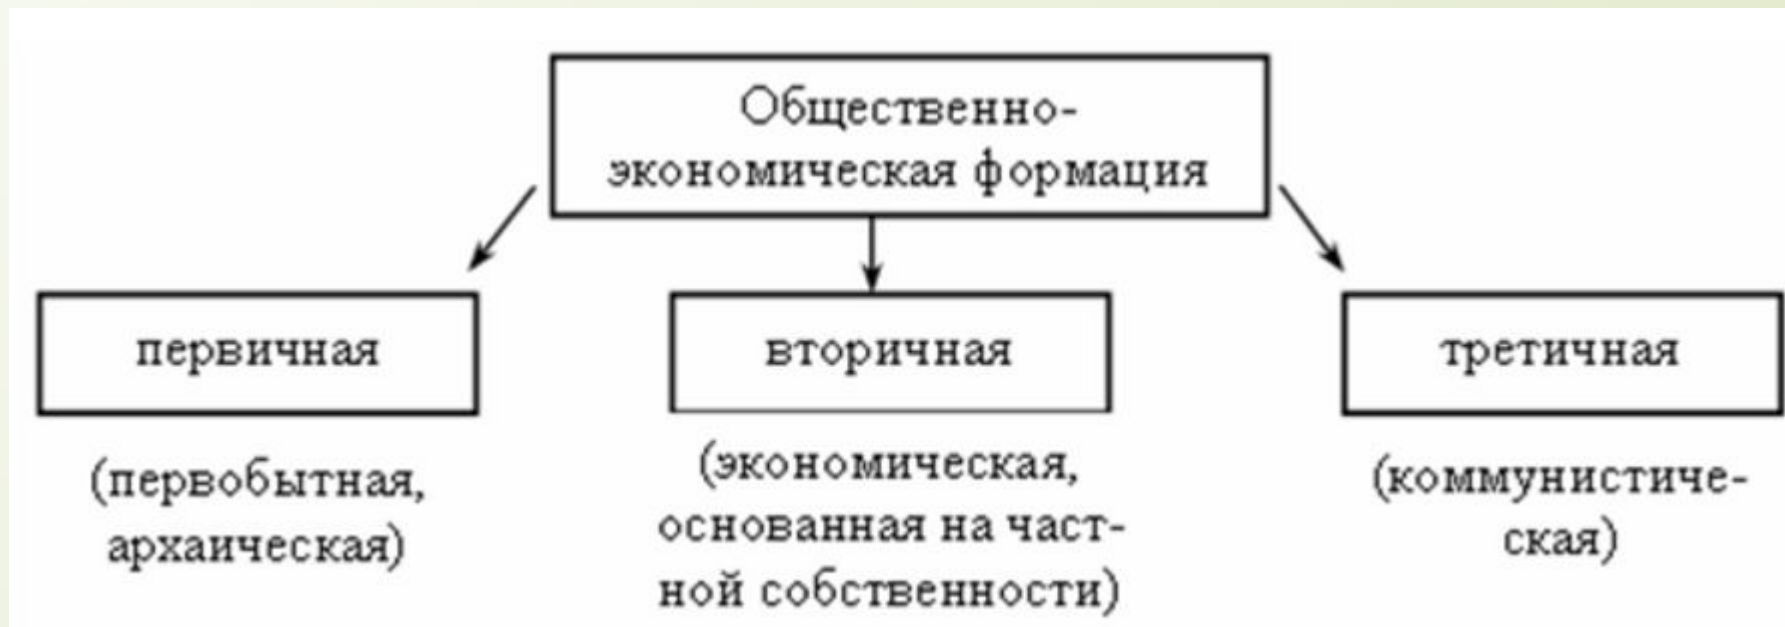 Общественно-
экономическая формация
первичная
вторичная
третичная
(первобытная,
архаическая)
(экономическая,
основанная на част-
ной собственности)
(коммунистиче-
ская)